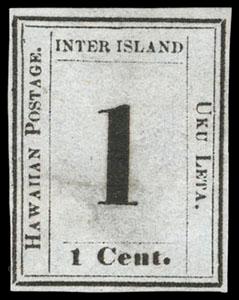 INTER ISLAND
HAWAIIAN POSTAGE.
1
UKU LETA.
1 Cent.